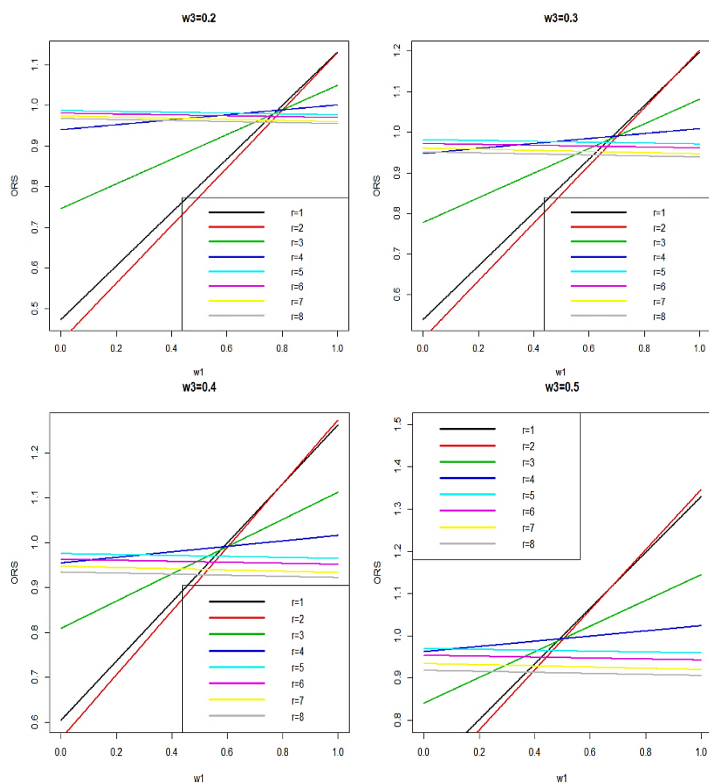 w3=0.2
ORS
1.1
1.0
0.9
0.8
0.7
0.6
0.5
r=1
r=2
r=3
r=4
r=5
r=6
r=7
r=8
0.0 0.2 0.4 0.6 0.8 1.0
w1
w3=0.3
ORS
1.2
1.1
1.0
0.9
0.8
0.7
0.6
r=1
r=2
r=3
r=4
r=5
r=6
r=7
r=8
0.0 0.2 0.4 0.6 0.8 1.0
w1
w3=0.4
ORS
1.2
1.1
1.0
0.9
0.8
0.7
0.6
r=1
r=2
r=3
r=4
r=5
r=6
r=7
r=8
0.0 0.2 0.4 0.6 0.8 1.0
w1
w3=0.5
ORS
1.5
1.4
1.3
1.2
1.1
1.0
0.9
0.8
r=1
r=2
r=3
r=4
r=5
r=6
r=7
r=8
0.0 0.2 0.4 0.6 0.8 1.0
w1